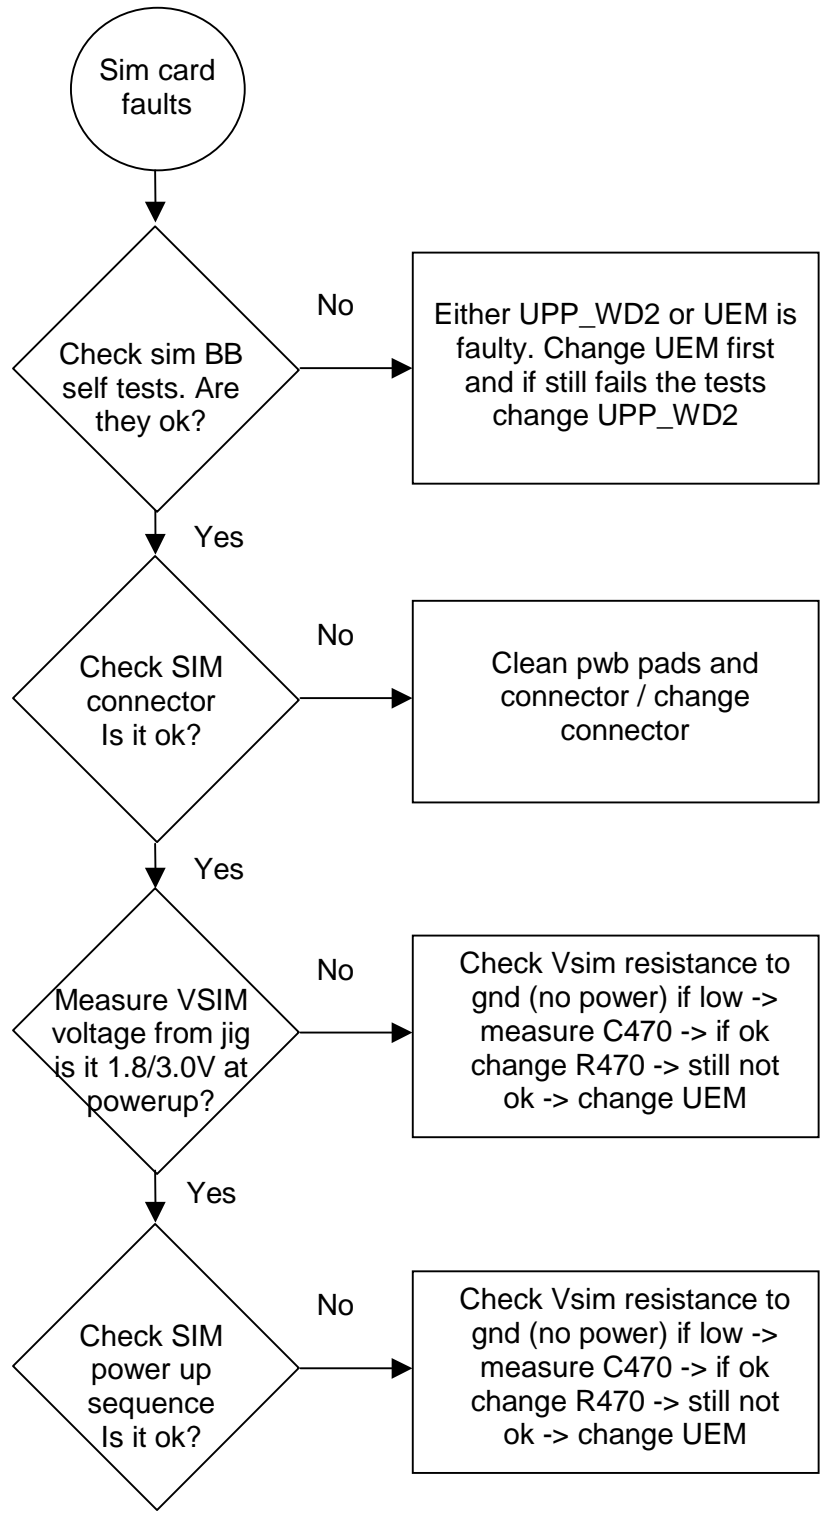 Sim card
faults
No
Check sim BB
self tests. Are
they ok?
Either UPP_WD2 or UEM is
faulty. Change UEM first
and if still fails the tests
change UPP_WD2
Yes
No
Check SIM
connector
Is it ok?
Clean pwb pads and
connector / change
connector
Yes
No
Measure VSIM
voltage from jig
is it 1.8/3.0V at
powerup?
Check Vsim resistance to
gnd (no power) if low ->
measure C470 -> if ok
change R470 -> still not
ok -> change UEM
Yes
No
Check SIM
power up
sequence
Is it ok?
Check Vsim resistance to
gnd (no power) if low ->
measure C470 -> if ok
change R470 -> still not
ok -> change UEM